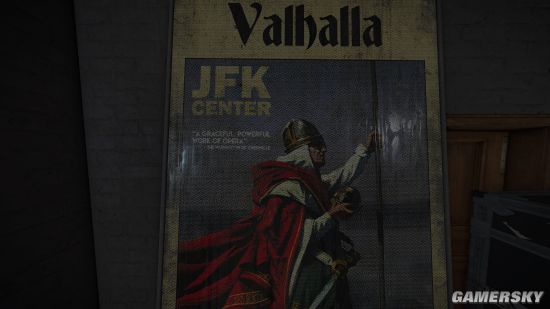 Valhalla
JFK
CENTER
"A GRACEFUL, POWERFUL
WORK OF OPERA"
GAMERSKY